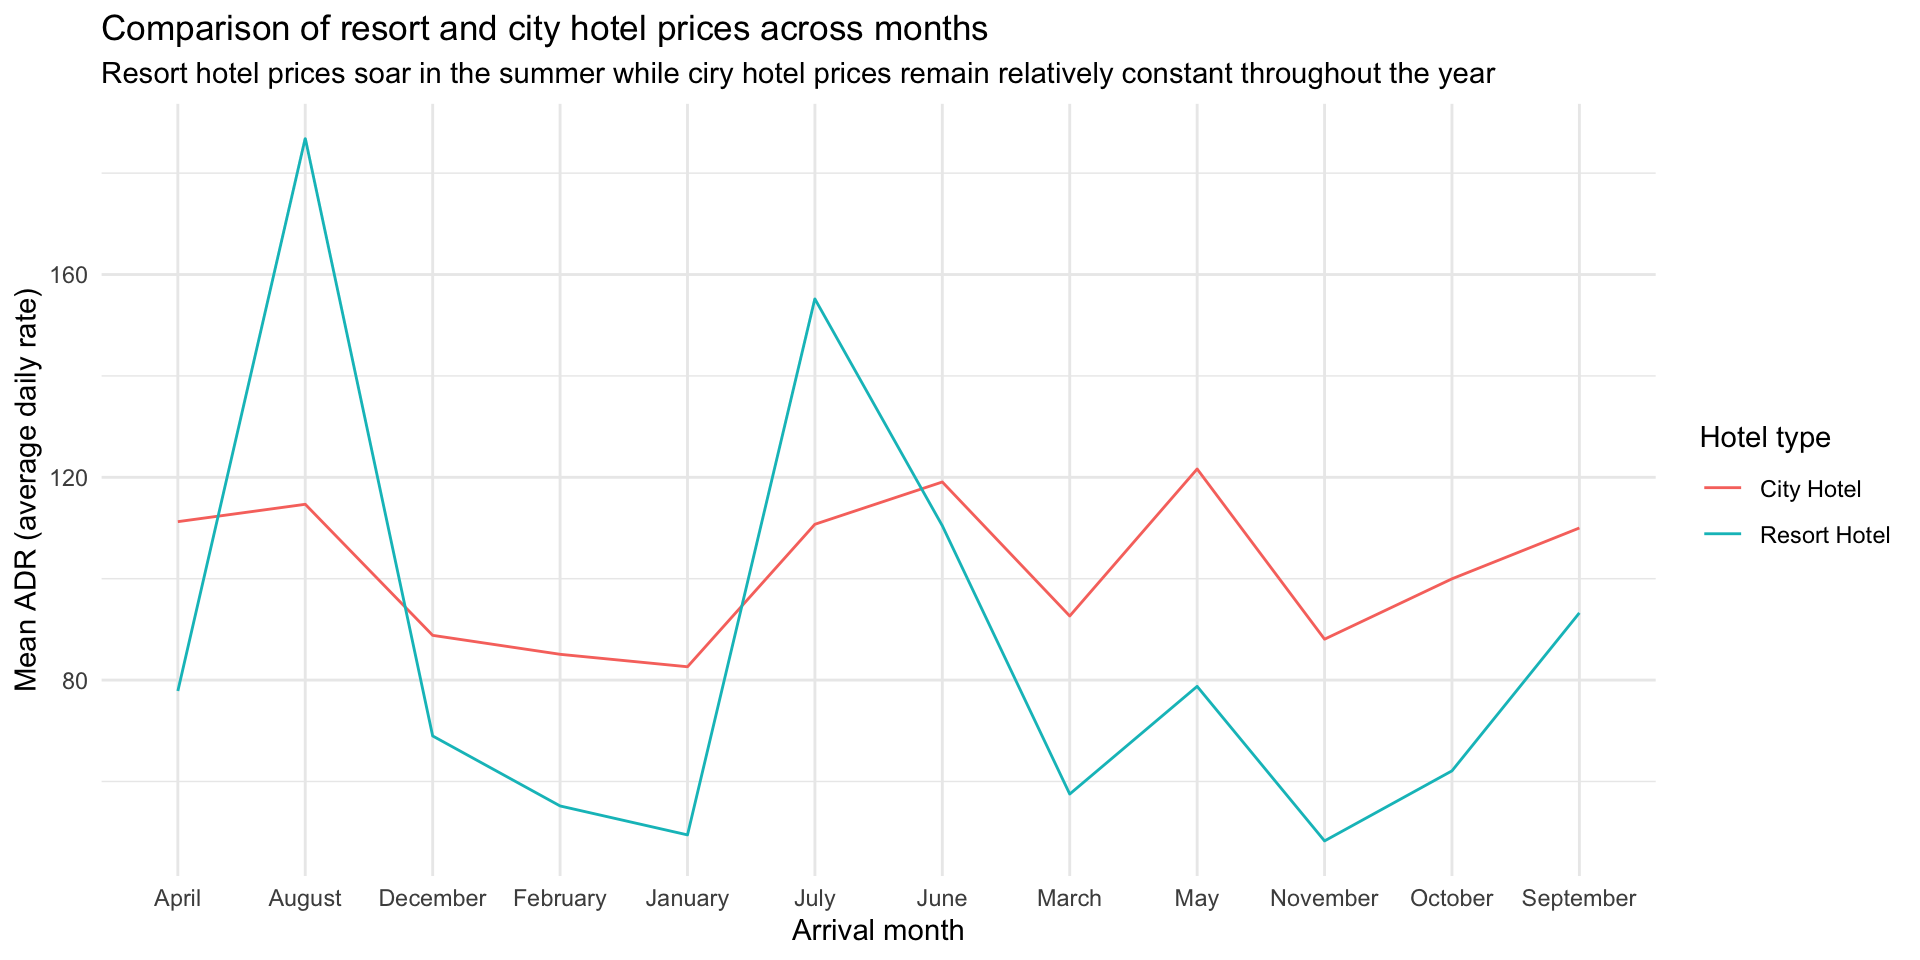 Comparison of resort and city hotel prices across months
Resort hotel prices soar in the summer while ciry hotel prices remain relatively constant throughout the year
Mean ADR (average daily rate)
160
120
80
April August December February January July June March May November October September
Arrival month
Hotel type
City Hotel
Resort Hotel